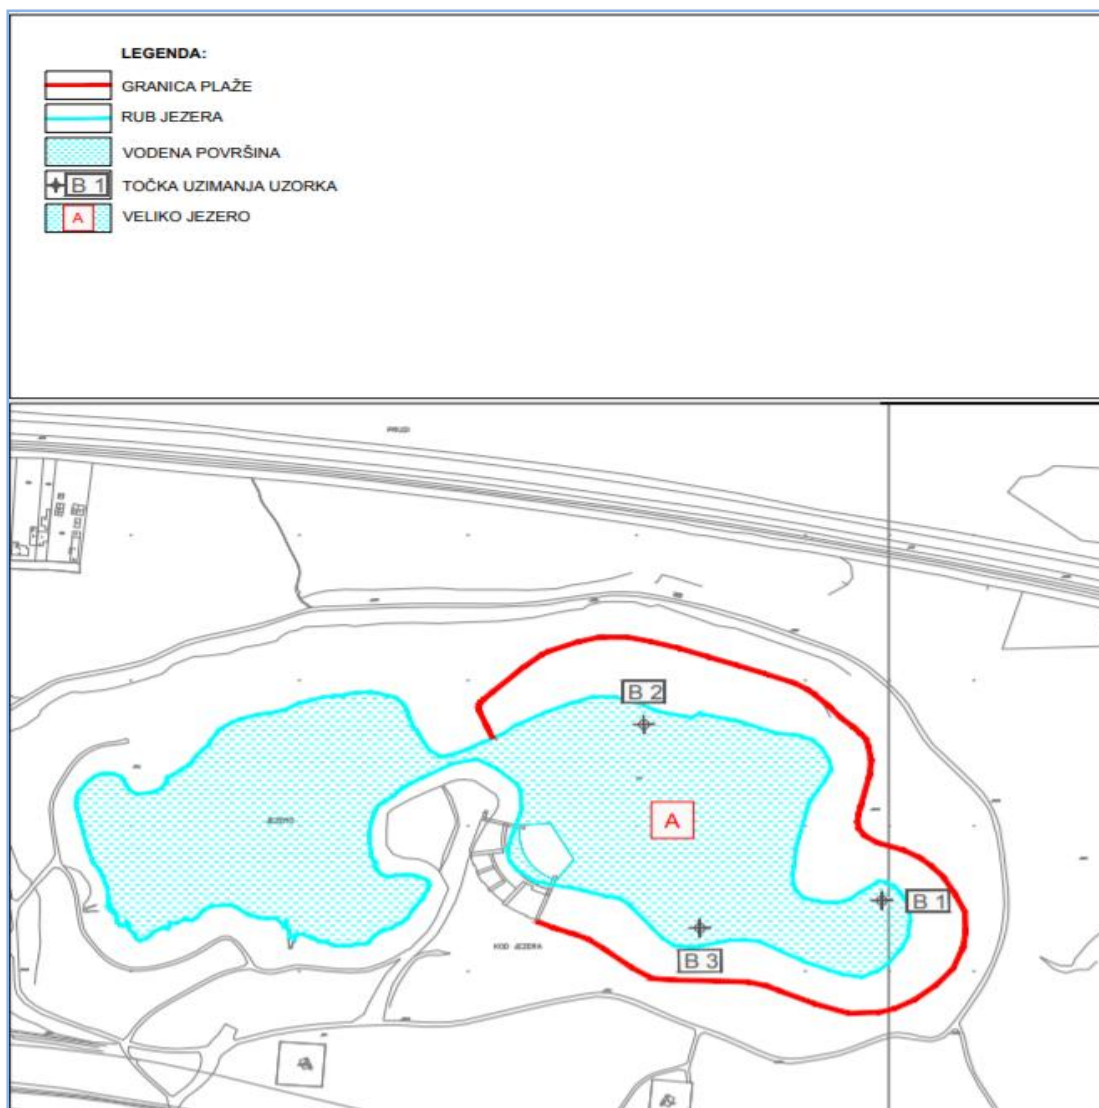 LEGENDA:
GRANICA PLAŽE
RUB JEZERA
VODENA POVRŠINA
B 1 TOČKA UZIMANJA UZORKA
A VELIKO JEZERO
PRUDI
B 2
A
JEZERO
B 1
KOD JEZERA
B 3